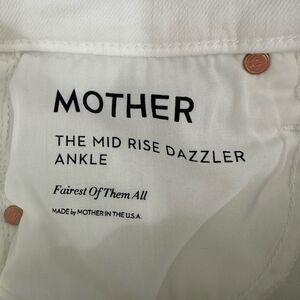 MOTHER
THE MID RISE DAZZLER
ANKLE
Fairest Of Them All
MADE by MOTHER IN THE U.S.A.